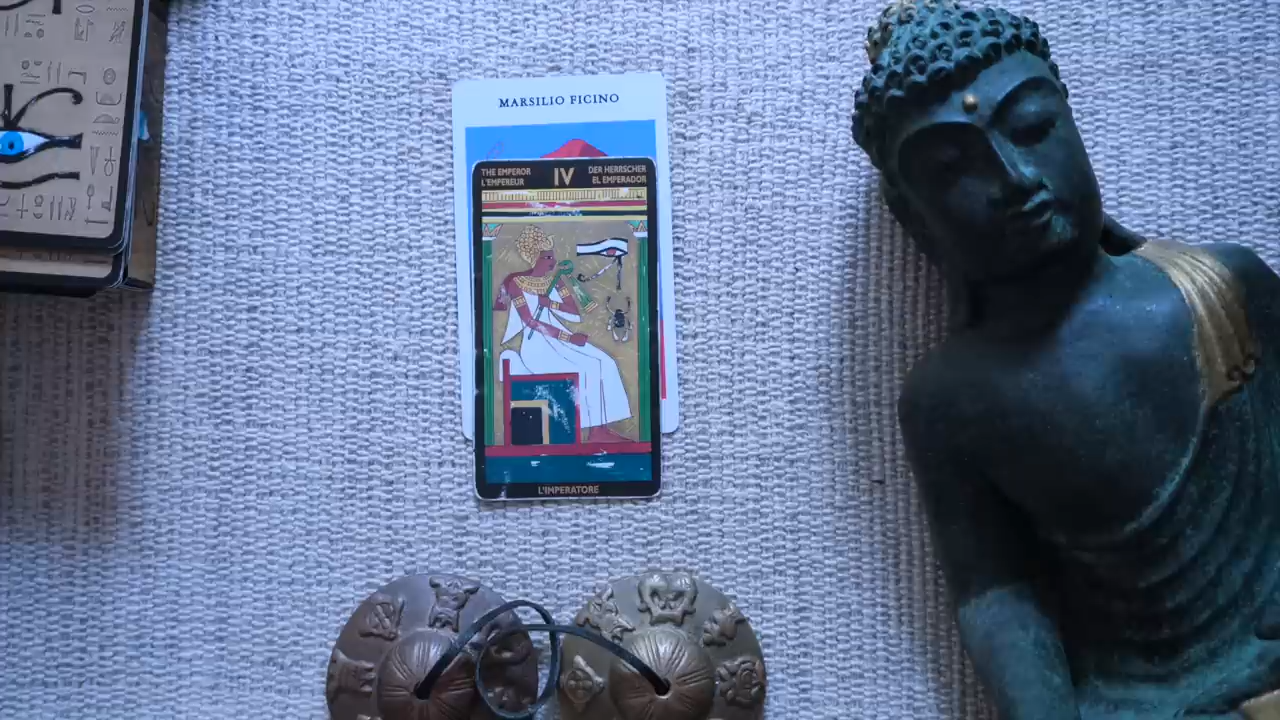 MARSILIO FICINO
THE EMPEROR
L'EMPEREUR
IV
DER HERRSCHER
EL EMPERADOR
L'IMPERATORE